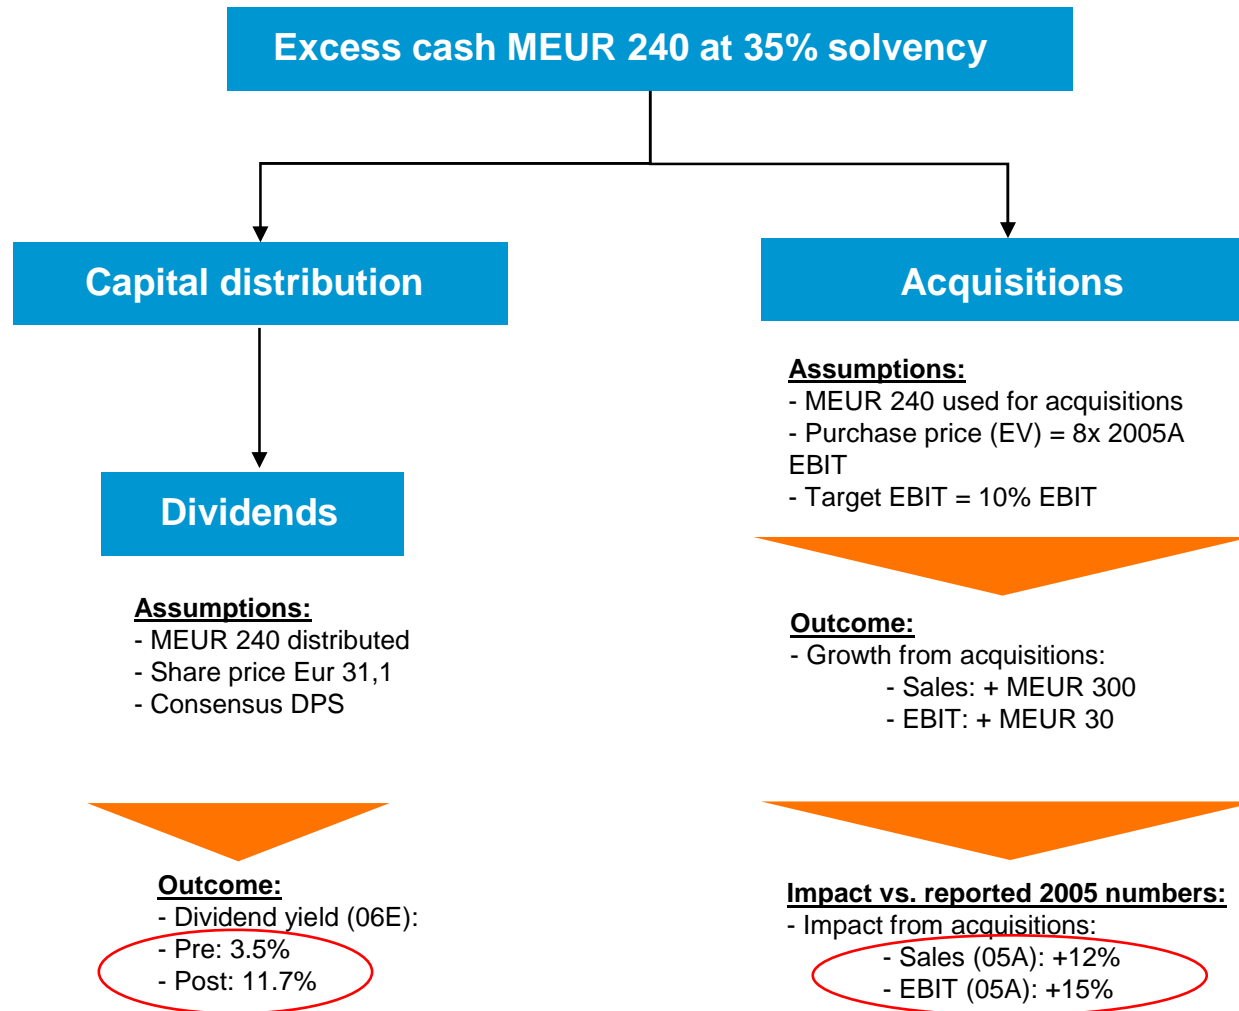 Excess cash MEUR 240 at 35% solvency
Capital distribution
Dividends
Assumptions:
- MEUR 240 distributed
- Share price Eur 31,1
- Consensus DPS
Outcome:
- Dividend yield (06E):
- Pre: 3.5%
- Post: 11.7%
Acquisitions
Assumptions:
- MEUR 240 used for acquisitions
- Purchase price (EV) = 8x 2005A
EBIT
- Target EBIT = 10% EBIT
Outcome:
- Growth from acquisitions:
- Sales: + MEUR 300
- EBIT: + MEUR 30
Impact vs. reported 2005 numbers:
- Impact from acquisitions:
- Sales (05A): +12%
- EBIT (05A): +15%